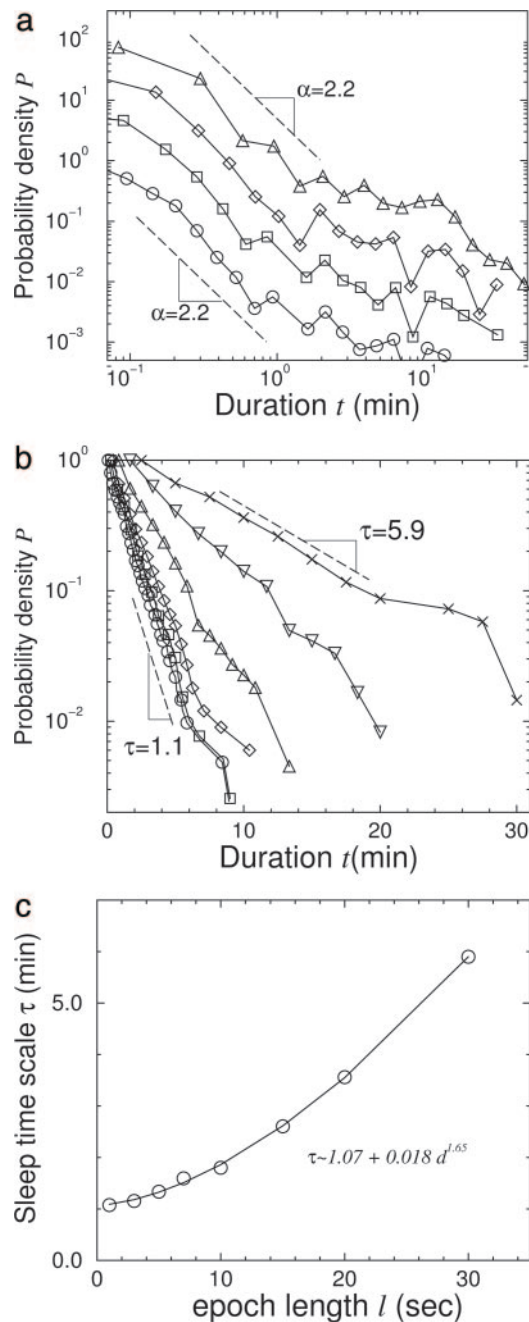 a
10²
10¹
10⁰
10⁻¹
10⁻²
10⁻³
Probability density P
α=2.2
α=2.2
10⁻¹ 10⁰ 10¹
Duration t (min)
b
10⁰
10⁻¹
10⁻²
Probability density P
τ=5.9
τ=1.1
0 10 20 30
Duration t(min)
c
5.0
0.0
Sleep time scale τ (min)
τ~1.07 + 0.018 d¹·⁶⁵
0 10 20 30
epoch length l (sec)